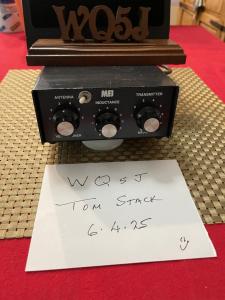 WQ5J
MFJ
ANTENNA
INDUCTANCE
TRANSMITTER
WQ5J
TOM STACK
6.4.25